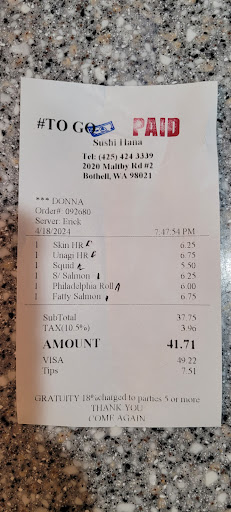 #TO GO PAID
Sushi Hana
Tel: (425) 424 3339
2020 Maltby Rd #2
Bothell, WA 98021
*** DONNA
Order#: 092680
Server: Erick
4/18/2024 7:47:54 PM
1 Skin HR 6.25
1 Unagi HR 6.75
1 Squid 5.50
1 S/ Salmon 6.25
1 Philadelphia Roll 6.00
1 Fatty Salmon 6.75
SubTotal 37.75
TAX(10.5%) 3.96
AMOUNT 41.71
VISA 49.22
Tips 7.51
GRATUITY 18%charged to parties 5 or more
THANK YOU
COME AGAIN